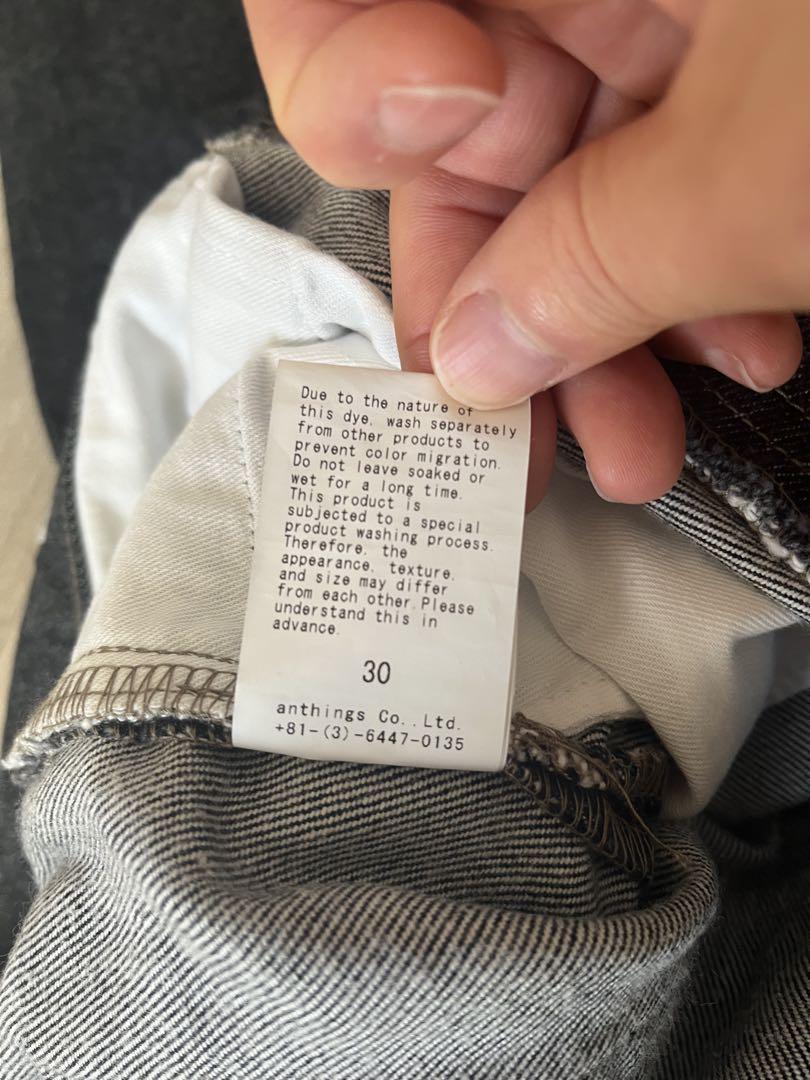 Due to the nature of
this dye, wash separately
from other products to
prevent color migration.
Do not leave soaked or
wet for a long time.
This product is
subjected to a special
product washing process.
Therefore, the
appearance, texture,
and size may differ
from each other.Please
understand this in
advance.
30
anthings Co.,Ltd.
+81-(3)-6447-0135